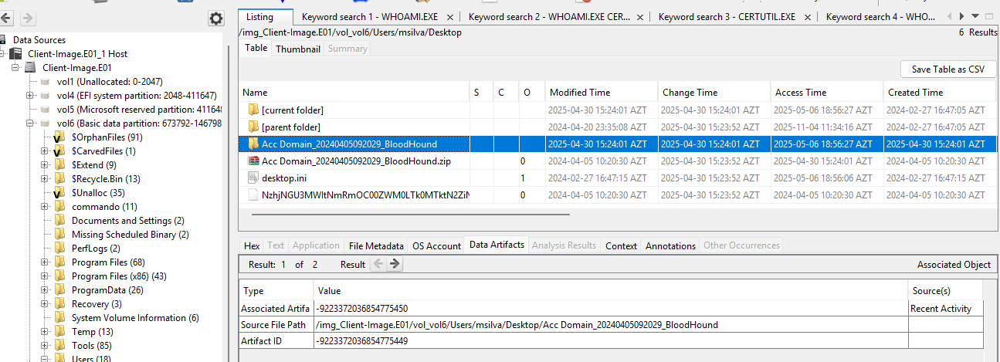 Listing Keyword search 1 - WHOAMI.EXE Keyword search 2 - WHOAMI.EXE CER... Keyword search 3 - CERTUTIL.EXE Keyword search 4 - WHO...
/img_Client-Image.E01/vol_vol6/Users/msilva/Desktop 6 Results
Table Thumbnail Summary
Save Table as CSV
Name S C O Modified Time Change Time Access Time Created Time
[current folder] 2025-04-30 15:24:01 AZT 2025-04-30 15:24:01 AZT 2025-05-06 18:56:27 AZT 2024-02-27 16:47:05 AZT
[parent folder] 2024-04-20 23:35:08 AZT 2025-04-30 15:23:52 AZT 2025-11-04 11:34:16 AZT 2024-02-27 16:47:05 AZT
Acc Domain_20240405092029_BloodHound 2025-04-30 15:24:01 AZT 2025-04-30 15:24:01 AZT 2025-05-06 18:56:27 AZT 2025-04-30 15:24:01 AZT
Acc Domain_20240405092029_BloodHound.zip 0 2024-04-05 10:20:30 AZT 2025-04-30 15:23:52 AZT 2025-04-30 15:24:01 AZT 2024-04-05 10:20:30 AZT
desktop.ini 1 2024-02-27 16:47:15 AZT 2025-04-30 15:23:52 AZT 2024-02-27 16:47:15 AZT 2024-02-27 16:47:15 AZT
0 2024-04-05 10:20:30 AZT 2025-04-30 15:23:52 AZT 2024-04-05 10:20:30 AZT 2024-04-05 10:20:30 AZT
Data Sources
Client-Image.E01_1 Host
Client-Image.E01
vol1 (Unallocated: 0-2047)
vol4 (EFI system partition: 2048-411647)
vol5 (Microsoft reserved partition: 411648
vol6 (Basic data partition: 673792-146798
$OrphanFiles (91)
$CarvedFiles (1)
$Extend (9)
$Recycle.Bin (13)
$Unalloc (35)
commando (11)
Documents and Settings (2)
Missing Scheduled Binary (2)
PerfLogs (2)
Program Files (68)
Program Files (x86) (43)
ProgramData (26)
Recovery (3)
System Volume Information (6)
Temp (13)
Tools (85)
Users (18)
Hex Text Application File Metadata OS Account Data Artifacts Analysis Results Context Annotations Other Occurrences
Result: 1 of 2 Result Associated Object
Type Value Source(s)
Associated Artifa -9223372036854775450 Recent Activity
Source File Path /img_Client-Image.E01/vol_vol6/Users/msilva/Desktop/Acc Domain_20240405092029_BloodHound
Artifact ID -9223372036854775449